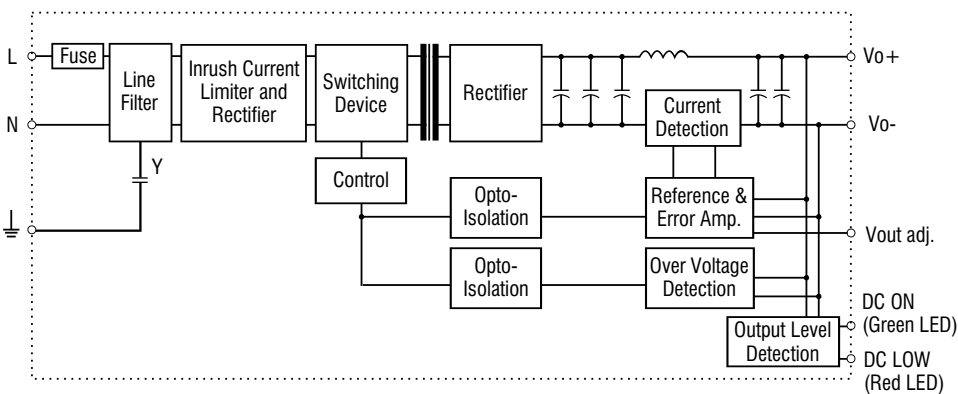 L
Fuse
Line
Filter
Inrush Current
Limiter and
Rectifier
Switching
Device
Rectifier
Current
Detection
Vo+
N
Vo-
Y
Control
Opto-
Isolation
Reference &
Error Amp.
Vout adj.
Opto-
Isolation
Over Voltage
Detection
Output Level
Detection
DC ON
(Green LED)
DC LOW
(Red LED)